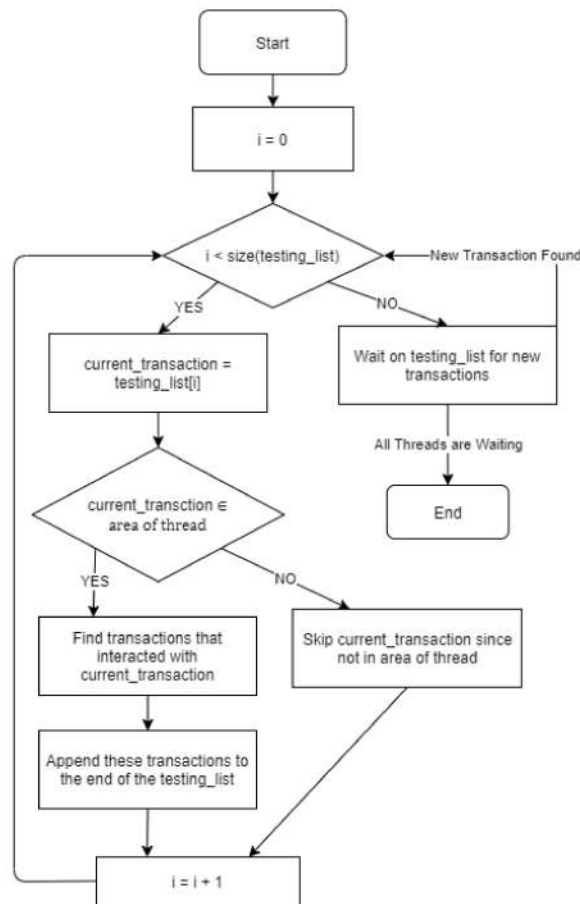 Start
i = 0
i < size(testing_list)
New Transaction Found
YES
NO
current_transaction =
testing_list[i]
Wait on testing_list for new
transactions
All Threads are Waiting
End
current_transction ∈
area of thread
YES
NO
Find transactions that
interacted with
current_transaction
Skip current_transaction since
not in area of thread
Append these transactions to
the end of the testing_list
i = i + 1